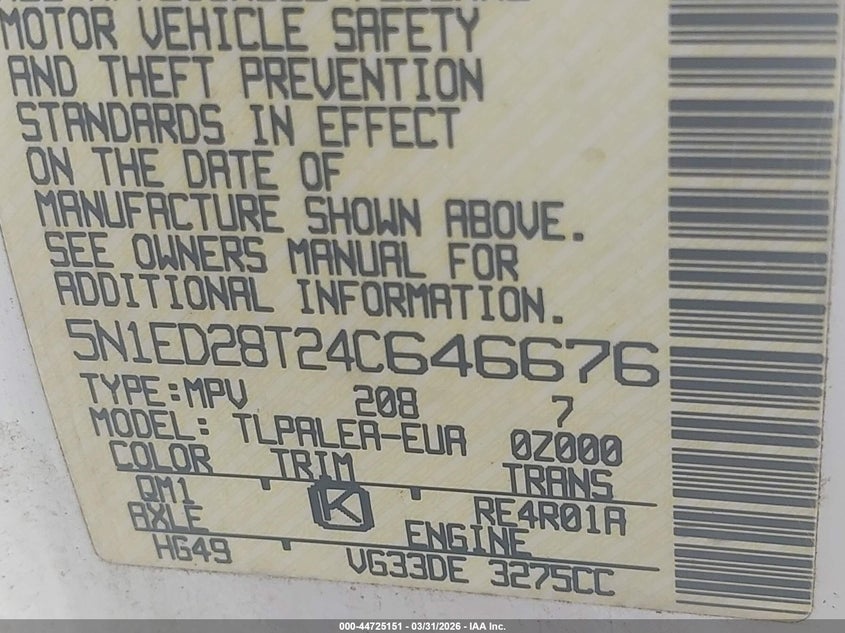 MOTOR VEHICLE SAFETY
AND THEFT PREVENTION
STANDARDS IN EFFECT
ON THE DATE OF
MANUFACTURE SHOWN ABOVE.
SEE OWNERS MANUAL FOR
ADDITIONAL INFORMATION.
5N1ED28T24C646676
TYPE:MPV 208 7
MODEL: TLPALEA-EUA 0Z000
COLOR TRIM TRANS
QM1 K RE4R01A
AXLE ENGINE
HG49 VG33DE 3275CC
000-44725151 - 03/31/2026 - IAA Inc.